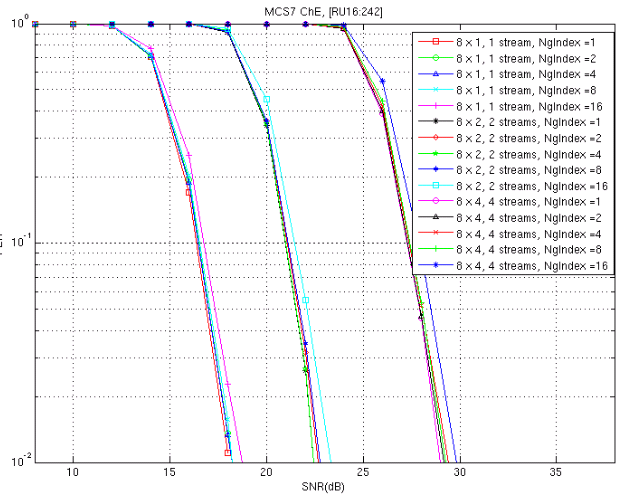 MCS7 ChE, [RU16:242]
10⁰
8 × 1, 1 stream, NgIndex =1
8 × 1, 1 stream, NgIndex =2
8 × 1, 1 stream, NgIndex =4
8 × 1, 1 stream, NgIndex =8
8 × 1, 1 stream, NgIndex =16
8 × 2, 2 streams, NgIndex =1
8 × 2, 2 streams, NgIndex =2
8 × 2, 2 streams, NgIndex =4
8 × 2, 2 streams, NgIndex =8
8 × 2, 2 streams, NgIndex =16
8 × 4, 4 streams, NgIndex =1
8 × 4, 4 streams, NgIndex =2
8 × 4, 4 streams, NgIndex =4
8 × 4, 4 streams, NgIndex =8
8 × 4, 4 streams, NgIndex =16
10⁻¹
10⁻²
10 15 20 25 30 35
SNR(dB)